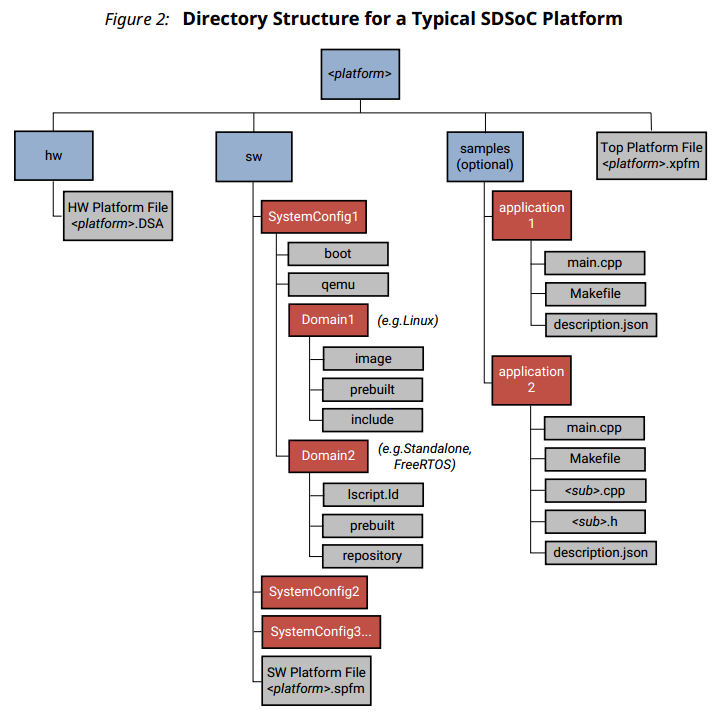 Figure 2: Directory Structure for a Typical SDSoC Platform
<platform>
hw
HW Platform File
<platform>.DSA
sw
SystemConfig1
boot
qemu
Domain1
(e.g.Linux)
image
prebuilt
include
Domain2
(e.g.Standalone,
FreeRTOS)
lscript.ld
prebuilt
repository
SystemConfig2
SystemConfig3...
SW Platform File
<platform>.spfm
samples
(optional)
application
1
main.cpp
Makefile
description.json
application
2
main.cpp
Makefile
<sub>.cpp
<sub>.h
description.json
Top Platform File
<platform>.xpfm